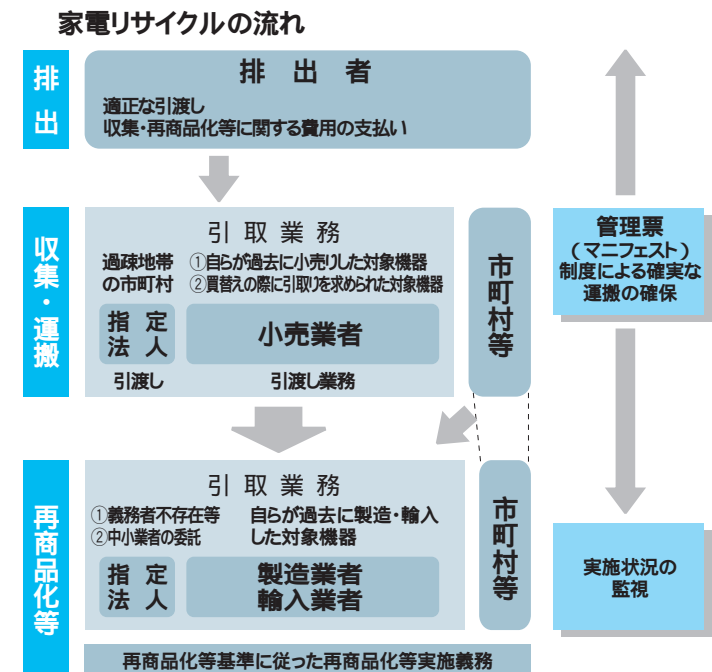 家電リサイクルの流れ
排出
排出者
適正な引渡し
収集・再商品化等に関する費用の支払い
収集・運搬
引取業務
過疎地帯
の市町村
①自らが過去に小売りした対象機器
②買替えの際に引取りを求められた対象機器
指定
法人
小売業者
引渡し
引渡し業務
市町村等
管理票
(マニフェスト)
制度による確実な
運搬の確保
再商品化等
引取業務
①義務者不存在等
②中小業者の委託
自らが過去に製造・輸入
した対象機器
指定
法人
製造業者
輸入業者
市町村等
実施状況の
監視
再商品化等基準に従った再商品化等実施義務